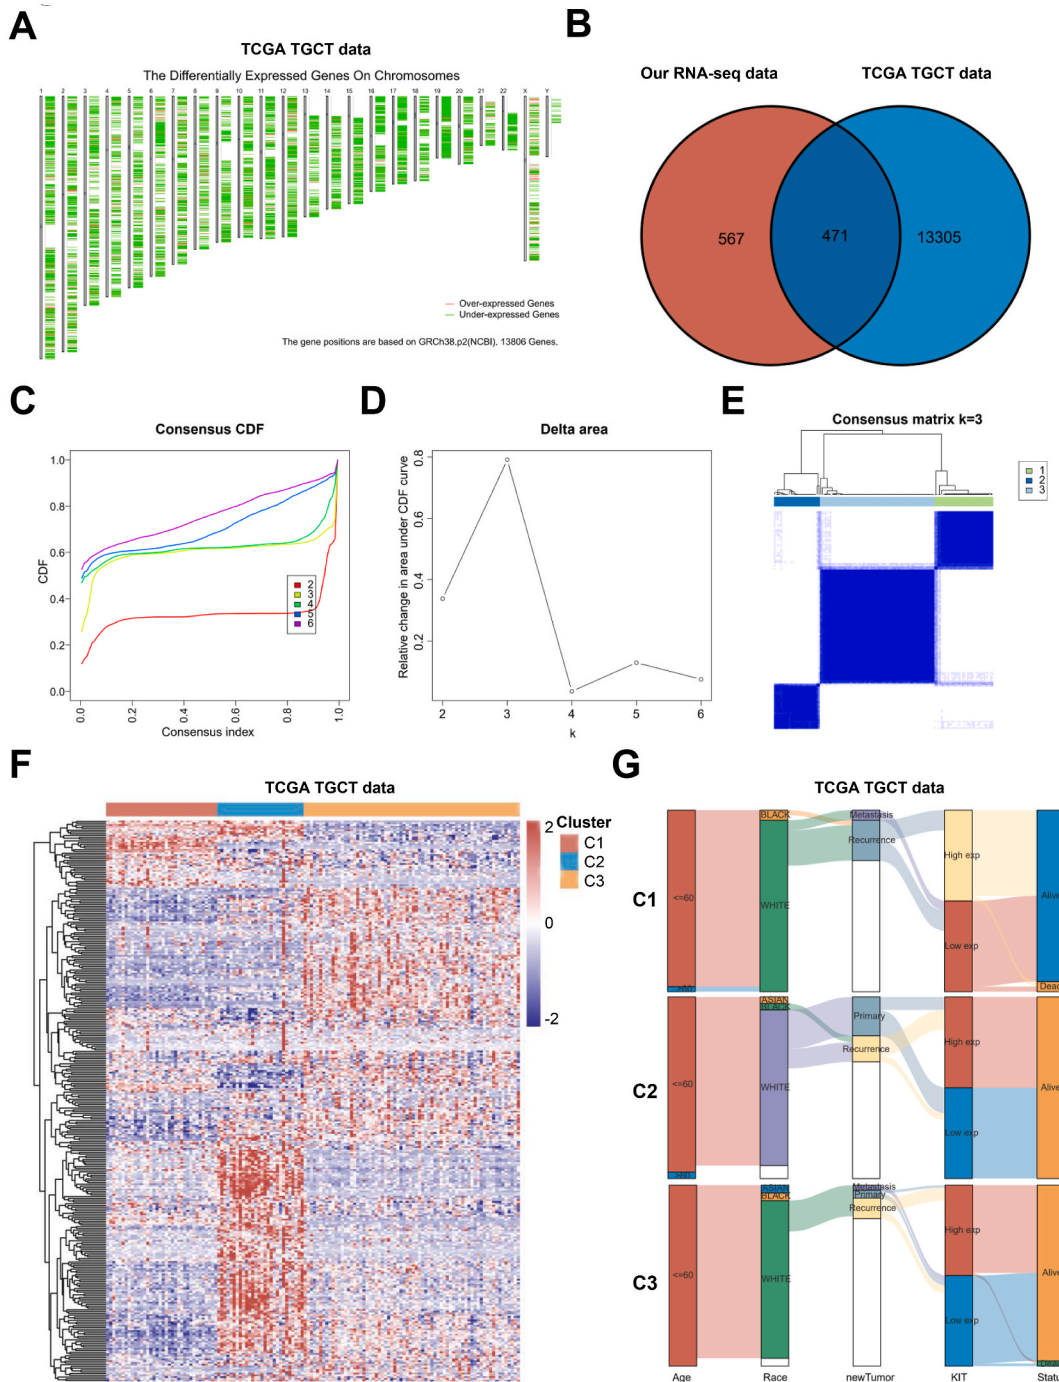 A
TCGA TGCT data
The Differentially Expressed Genes On Chromosomes
1 2 3 4 5 6 7 8 9 10 11 12 13 14 15 16 17 18 19 20 21 22 X Y
Over-expressed Genes
Under-expressed Genes
The gene positions are based on GRCh38.p2(NCBI). 13806 Genes.
B
Our RNA-seq data
TCGA TGCT data
567
471
13305
C
Consensus CDF
CDF
1.0
0.8
0.6
0.4
0.2
0.0
2
3
4
5
6
0.0 0.2 0.4 0.6 0.8 1.0
Consensus index
D
Delta area
Relative change in area under CDF curve
0.8
0.6
0.4
0.2
2 3 4 5 6
k
E
Consensus matrix k=3
1
2
3
F
TCGA TGCT data
Cluster
C1
C2
C3
2
0
-2
G
TCGA TGCT data
C1
<=60
>60
BLACK
WHITE
Metastasis
Recurrence
High exp
Low exp
Alive
Dead
C2
<=60
>60
ASIAN
BLACK
WHITE
Primary
Recurrence
High exp
Low exp
Alive
C3
<=60
ASIAN
BLACK
WHITE
Metastasis
Primary
Recurrence
High exp
Low exp
Alive
Dead
Age
Race
newTumor
KIT
Stat